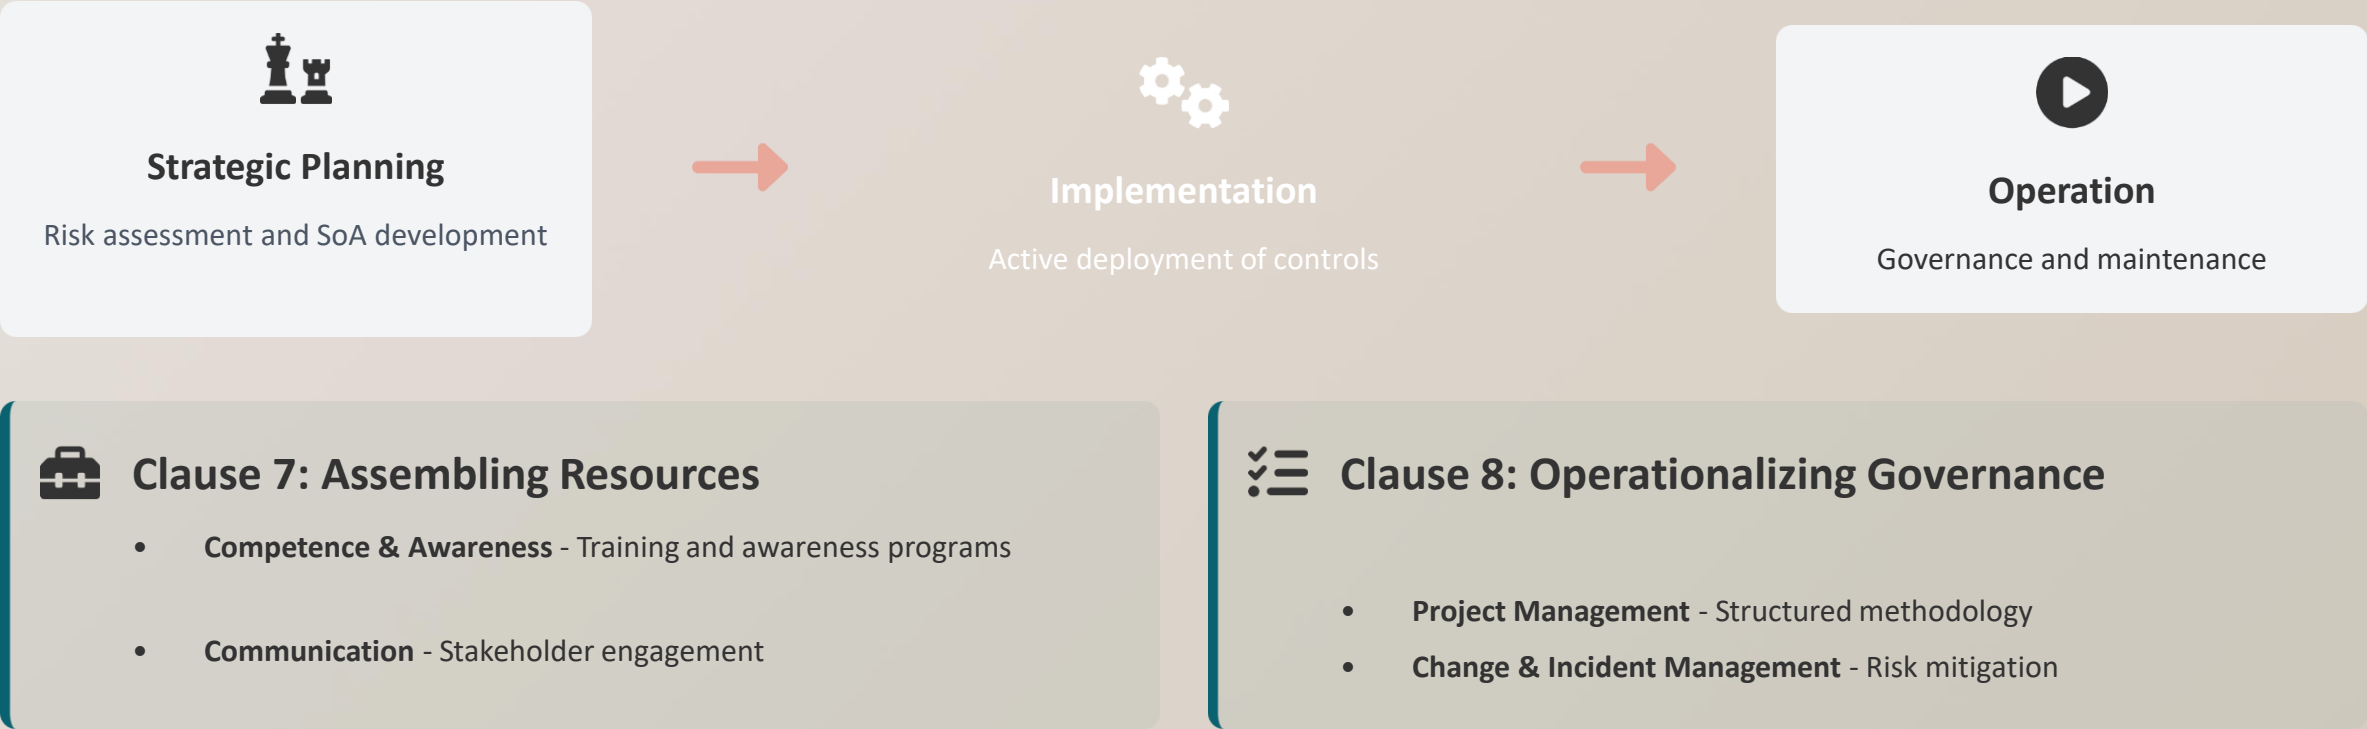 Strategic Planning
Risk assessment and SoA development
Implementation
Active deployment of controls
Operation
Governance and maintenance
Clause 7: Assembling Resources
• Competence & Awareness - Training and awareness programs
• Communication - Stakeholder engagement
Clause 8: Operationalizing Governance
• Project Management - Structured methodology
• Change & Incident Management - Risk mitigation